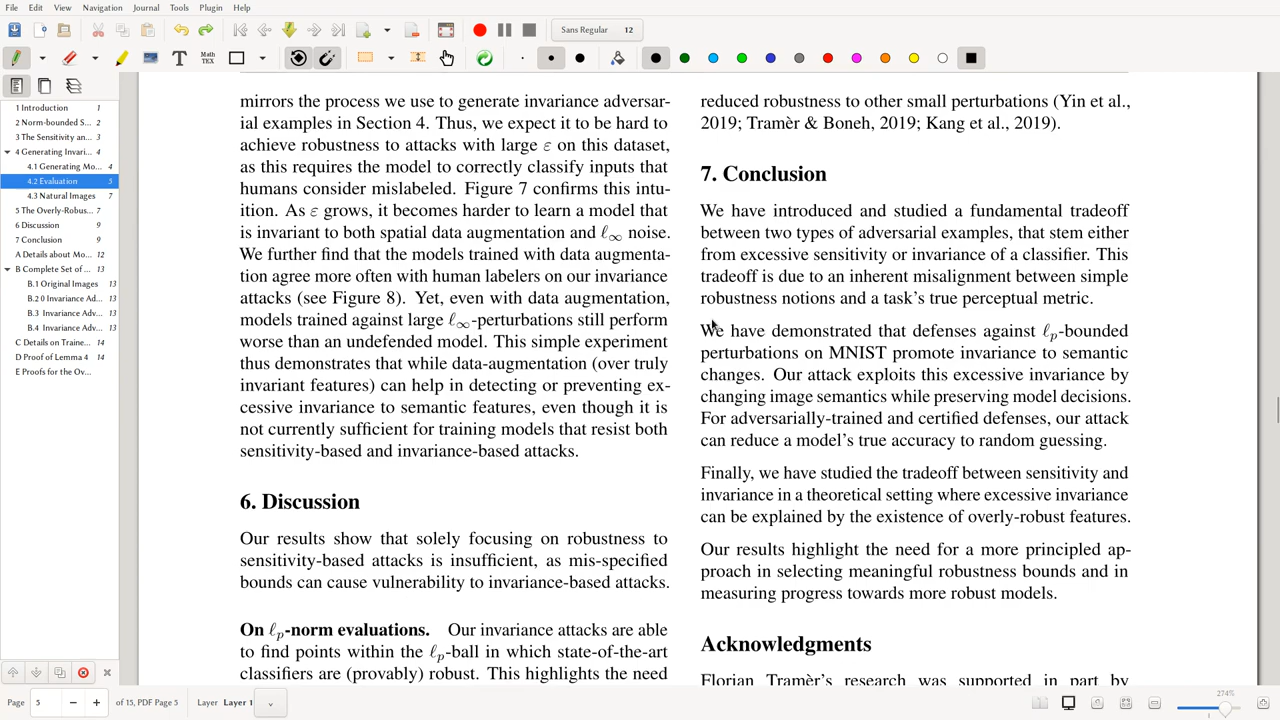 File Edit View Navigation Journal Tools Plugin Help
Sans Regular 12
Math
TEX
1 Introduction 1
2 Norm-bounded S... 2
3 The Sensitivity an... 3
4 Generating Invari... 4
4.1 Generating Mo... 4
4.2 Evaluation 5
4.3 Natural Images 7
5 The Overly-Robus... 7
6 Discussion 9
7 Conclusion 9
A Details about Mo... 12
B Complete Set of ... 13
B.1 Original Images 13
B.2 0 Invariance Ad... 13
B.3 Invariance Adv... 13
B.4 Invariance Adv... 13
C Details on Traine... 14
D Proof of Lemma 4 14
E Proofs for the Ov...
mirrors the process we use to generate invariance adversar-
ial examples in Section 4. Thus, we expect it to be hard to
achieve robustness to attacks with large ε on this dataset,
as this requires the model to correctly classify inputs that
humans consider mislabeled. Figure 7 confirms this intu-
ition. As ε grows, it becomes harder to learn a model that
is invariant to both spatial data augmentation and ℓ∞ noise.
We further find that the models trained with data augmenta-
tion agree more often with human labelers on our invariance
attacks (see Figure 8). Yet, even with data augmentation,
models trained against large ℓ∞-perturbations still perform
worse than an undefended model. This simple experiment
thus demonstrates that while data-augmentation (over truly
invariant features) can help in detecting or preventing ex-
cessive invariance to semantic features, even though it is
not currently sufficient for training models that resist both
sensitivity-based and invariance-based attacks.
6. Discussion
Our results show that solely focusing on robustness to
sensitivity-based attacks is insufficient, as mis-specified
bounds can cause vulnerability to invariance-based attacks.
On ℓp-norm evaluations. Our invariance attacks are able
to find points within the ℓp-ball in which state-of-the-art
classifiers are (provably) robust. This highlights the need
reduced robustness to other small perturbations (Yin et al.,
2019; Tramèr & Boneh, 2019; Kang et al., 2019).
7. Conclusion
We have introduced and studied a fundamental tradeoff
between two types of adversarial examples, that stem either
from excessive sensitivity or invariance of a classifier. This
tradeoff is due to an inherent misalignment between simple
robustness notions and a task's true perceptual metric.
We have demonstrated that defenses against ℓp-bounded
perturbations on MNIST promote invariance to semantic
changes. Our attack exploits this excessive invariance by
changing image semantics while preserving model decisions.
For adversarially-trained and certified defenses, our attack
can reduce a model's true accuracy to random guessing.
Finally, we have studied the tradeoff between sensitivity and
invariance in a theoretical setting where excessive invariance
can be explained by the existence of overly-robust features.
Our results highlight the need for a more principled ap-
proach in selecting meaningful robustness bounds and in
measuring progress towards more robust models.
Acknowledgments
Florian Tramèr's research was supported in part by
Page 5 of 15, PDF Page 5 Layer Layer 1
274%